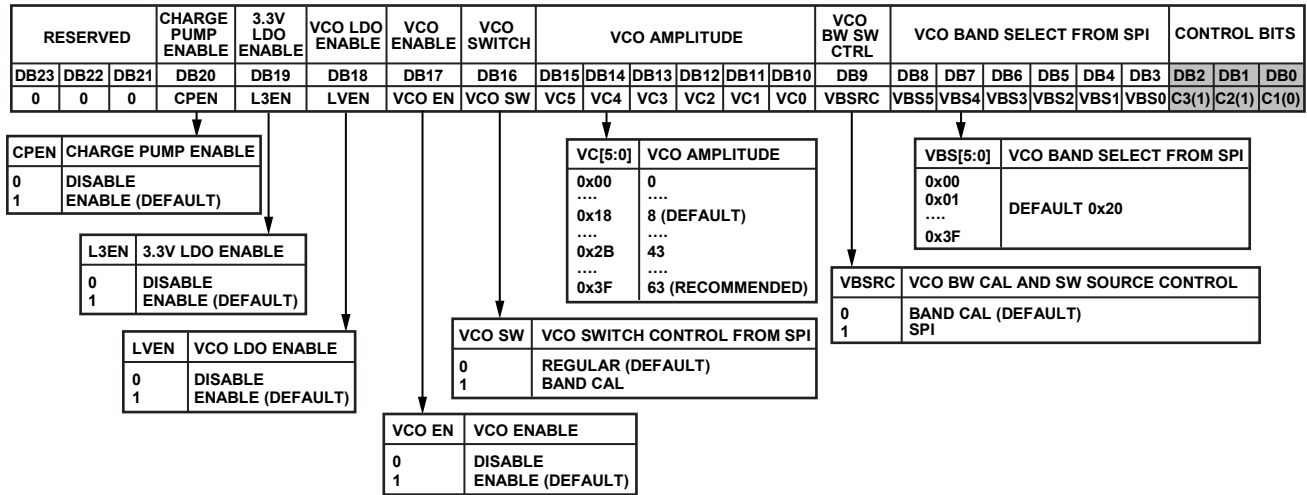 RESERVED CHARGE PUMP ENABLE 3.3V LDO ENABLE VCO LDO ENABLE VCO ENABLE VCO SWITCH VCO AMPLITUDE VCO BW SW CTRL VCO BAND SELECT FROM SPI CONTROL BITS
DB23 DB22 DB21 DB20 DB19 DB18 DB17 DB16 DB15 DB14 DB13 DB12 DB11 DB10 DB9 DB8 DB7 DB6 DB5 DB4 DB3 DB2 DB1 DB0
0 0 0 CPEN L3EN LVEN VCO EN VCO SW VC5 VC4 VC3 VC2 VC1 VC0 VBSRC VBS5 VBS4 VBS3 VBS2 VBS1 VBS0 C3(1) C2(1) C1(0)
CPEN CHARGE PUMP ENABLE
0 DISABLE
1 ENABLE (DEFAULT)
L3EN 3.3V LDO ENABLE
0 DISABLE
1 ENABLE (DEFAULT)
LVEN VCO LDO ENABLE
0 DISABLE
1 ENABLE (DEFAULT)
VCO EN VCO ENABLE
0 DISABLE
1 ENABLE (DEFAULT)
VCO SW VCO SWITCH CONTROL FROM SPI
0 REGULAR (DEFAULT)
1 BAND CAL
VC[5:0] VCO AMPLITUDE
0x00 0
.... ....
0x18 8 (DEFAULT)
.... ....
0x2B 43
.... ....
0x3F 63 (RECOMMENDED)
VBSRC VCO BW CAL AND SW SOURCE CONTROL
0 BAND CAL (DEFAULT)
1 SPI
VBS[5:0] VCO BAND SELECT FROM SPI
0x00
0x01
DEFAULT 0x20
....
0x3F